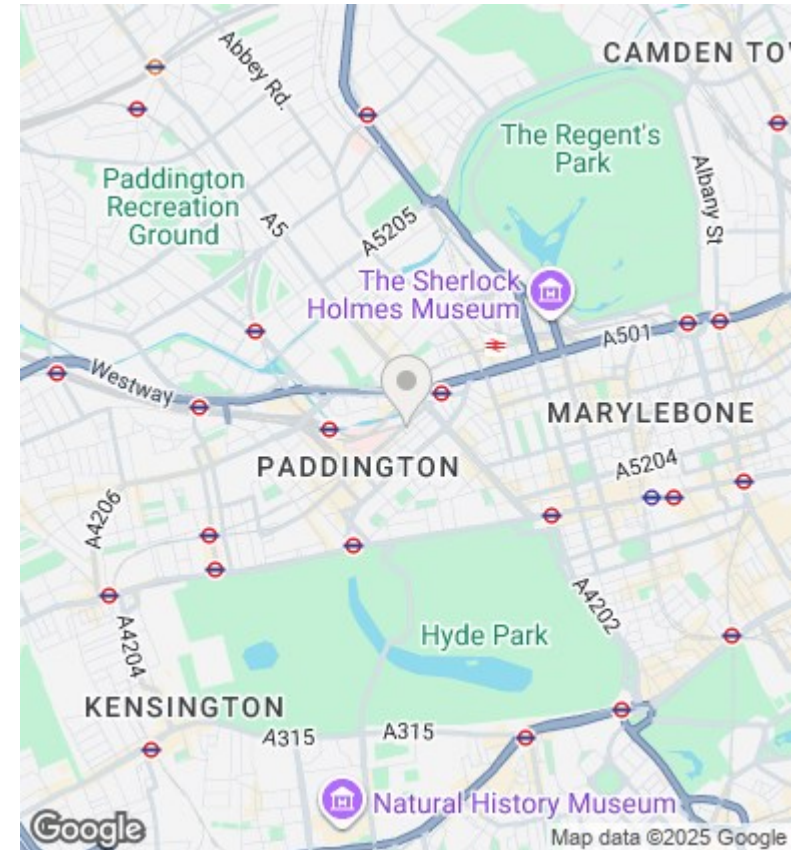 CAMDEN TO
Abbey Rd.
The Regent's
Park
Albany St
Paddington
Recreation
Ground
A5
A5205
The Sherlock
Holmes Museum
A501
Westway
MARYLEBONE
PADDINGTON
A5204
A4206
A4202
Hyde Park
A4204
KENSINGTON
A315
A315
Natural History Museum
Google
Map data ©2025 Google